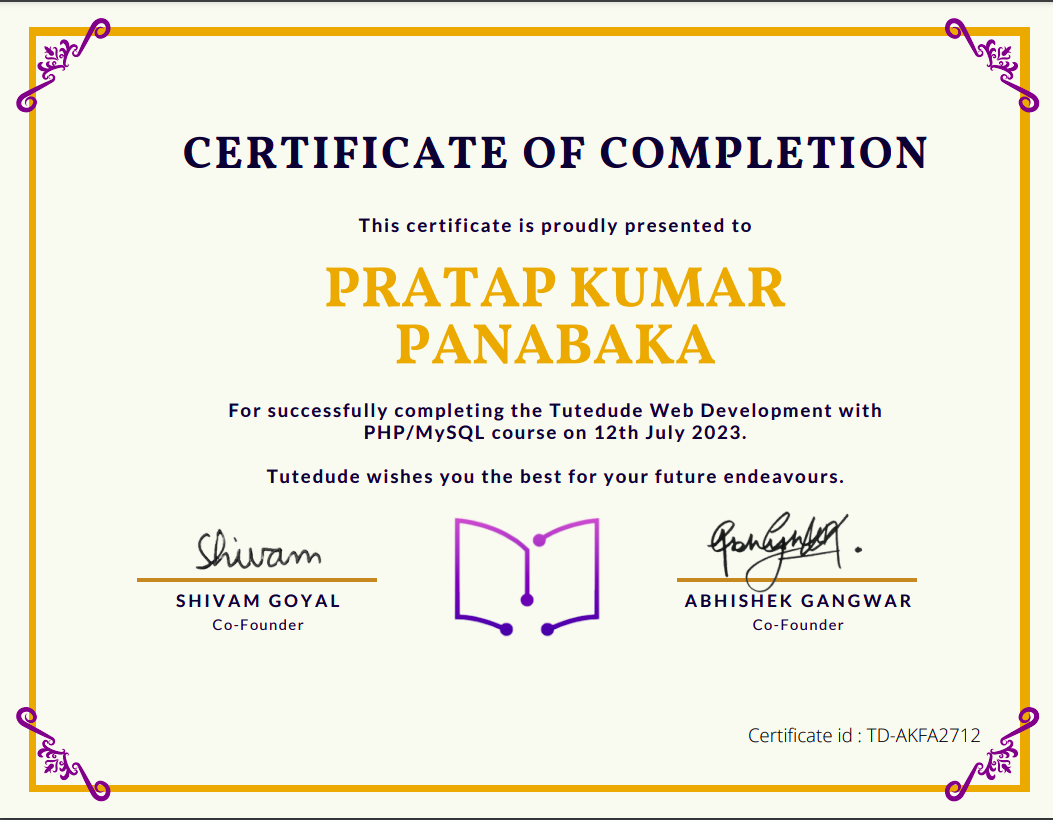 CERTIFICATE OF COMPLETION
This certificate is proudly presented to
PRATAP KUMAR
PANABAKA
For successfully completing the Tutedude Web Development with
PHP/MySQL course on 12th July 2023.
Tutedude wishes you the best for your future endeavours.
Shivam
SHIVAM GOYAL
Co-Founder
ABHISHEK GANGWAR
Co-Founder
Certificate id : TD-AKFA2712